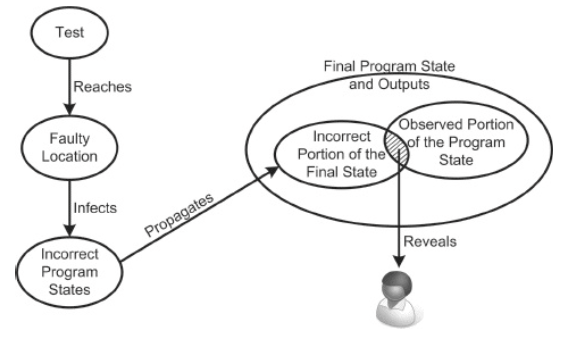 Test
Reaches
Faulty
Location
Infects
Incorrect
Program
States
Propagates
Final Program State
and Outputs
Incorrect
Portion of the
Final State
Observed Portion
of the Program
State
Reveals